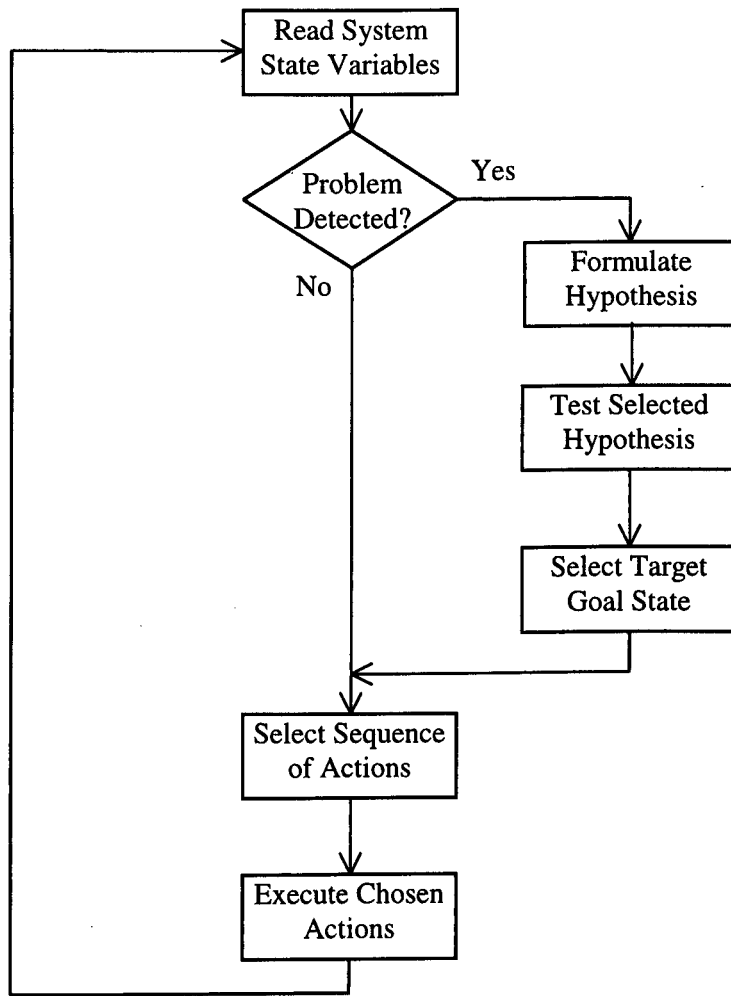 Read System
State Variables
Problem
Detected?
Yes
No
Formulate
Hypothesis
Test Selected
Hypothesis
Select Target
Goal State
Select Sequence
of Actions
Execute Chosen
Actions